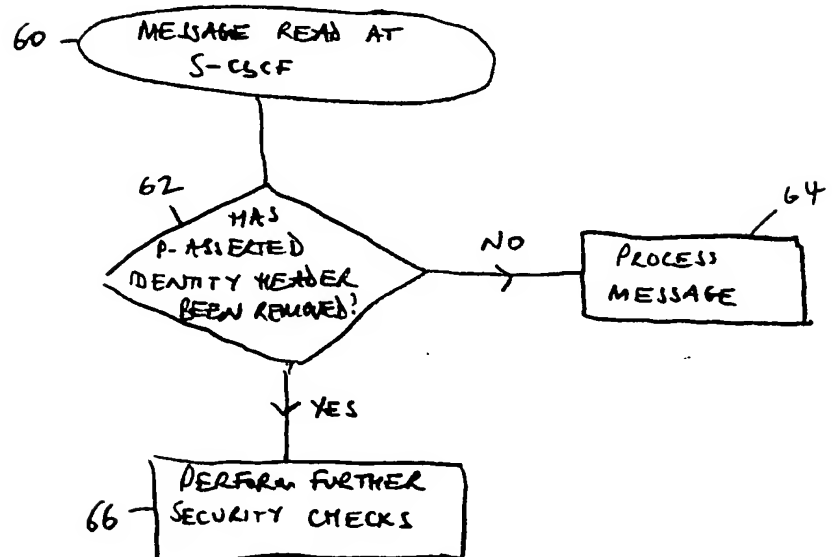 60
MESSAGE READ AT
S-CSCF
62
HAS
P-ASSERTED
IDENTITY HEADER
BEEN REMOVED?
NO
64
PROCESS
MESSAGE
YES
66
PERFORM FURTHER
SECURITY CHECKS